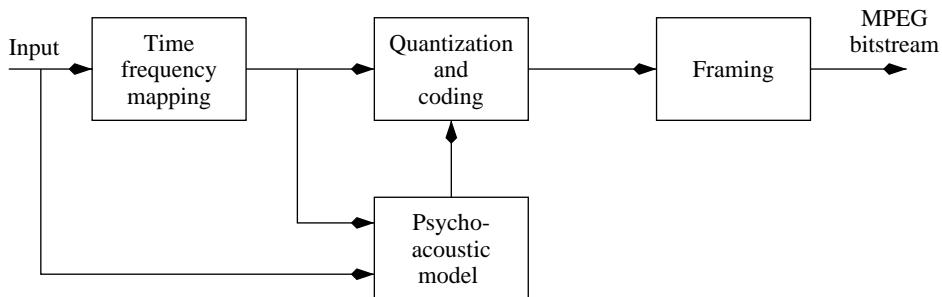 Input
Time
frequency
mapping
Quantization
and
coding
Framing
MPEG
bitstream
Psycho-
acoustic
model